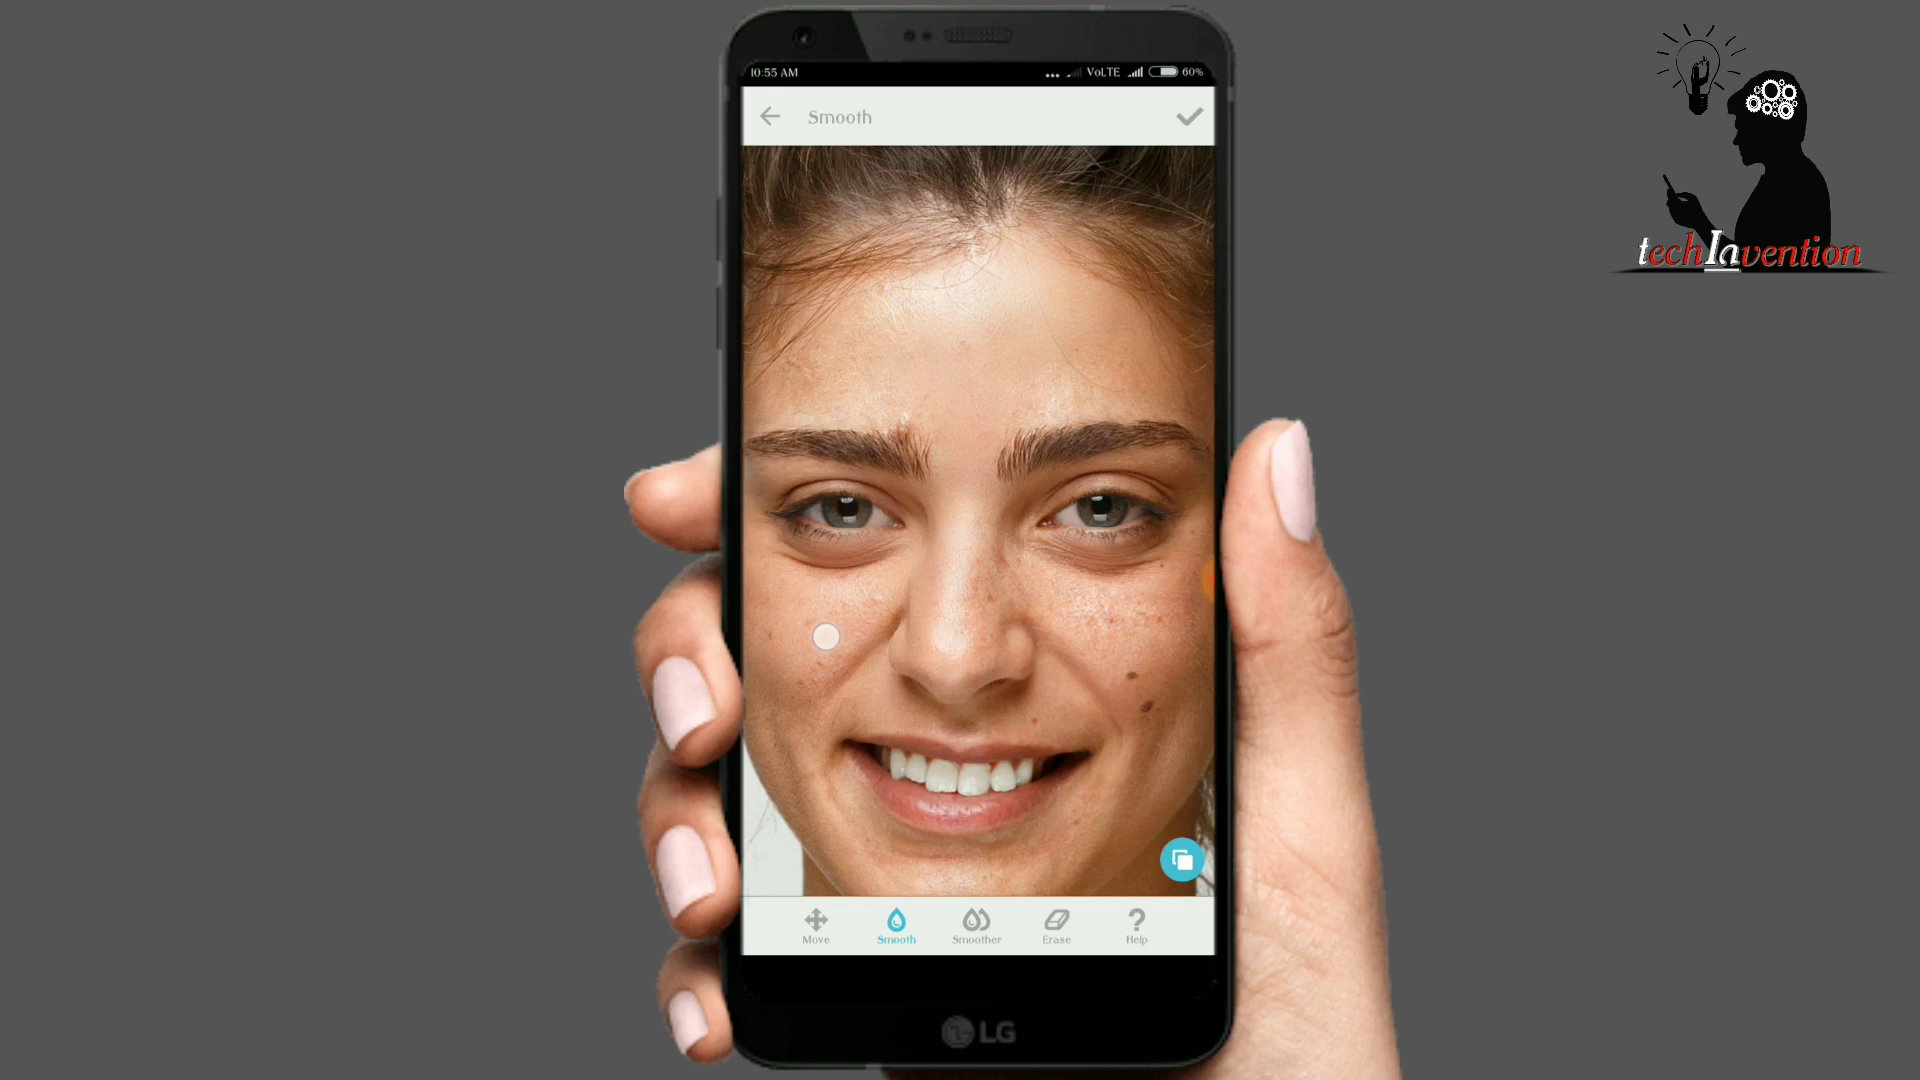 10:55 AM
... VoLTE 60%
Smooth
techInvention
Move Smooth Smoother Erase Help
LG